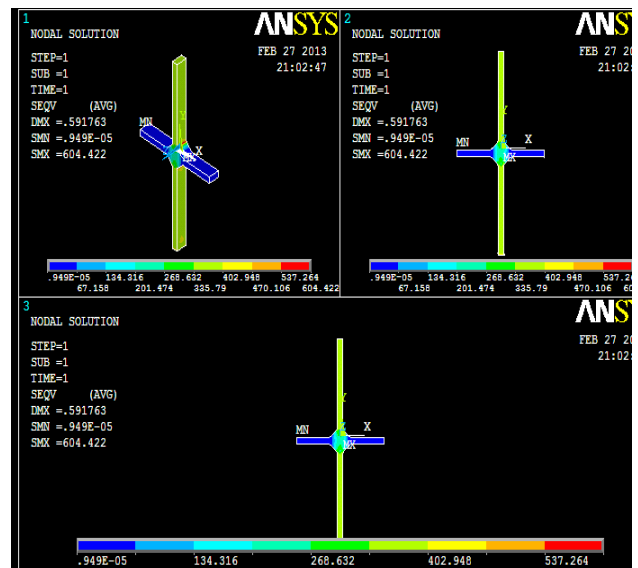 1
ANSYS
NODAL SOLUTION
FEB 27 2013
21:02:47
STEP=1
SUB =1
TIME=1
SEQV (AVG)
DMX =.591763
SMN =.949E-05
SMX =604.422
MN
Y
X
MX
.949E-05 134.316 268.632 402.948 537.264
67.158 201.474 335.79 470.106 604.422
2
ANSY
NODAL SOLUTION
FEB 27 20
21:02:
STEP=1
SUB =1
TIME=1
SEQV (AVG)
DMX =.591763
SMN =.949E-05
SMX =604.422
Y
X
MN
MX
.949E-05 134.316 268.632 402.948 537.264
67.158 201.474 335.79 470.106 604.
3
ANSY
NODAL SOLUTION
FEB 27 20
21:02:
STEP=1
SUB =1
TIME=1
SEQV (AVG)
DMX =.591763
SMN =.949E-05
SMX =604.422
Y
X
MN
MX
.949E-05 134.316 268.632 402.948 537.264